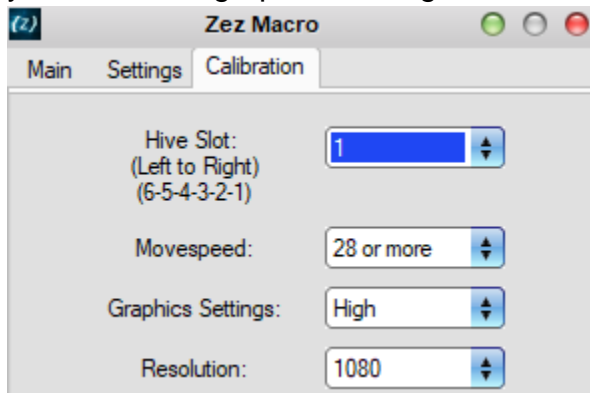 (z) Zez Macro
Main Settings Calibration
Hive Slot: 1
(Left to Right)
(6-5-4-3-2-1)
Movespeed: 28 or more
Graphics Settings: High
Resolution: 1080